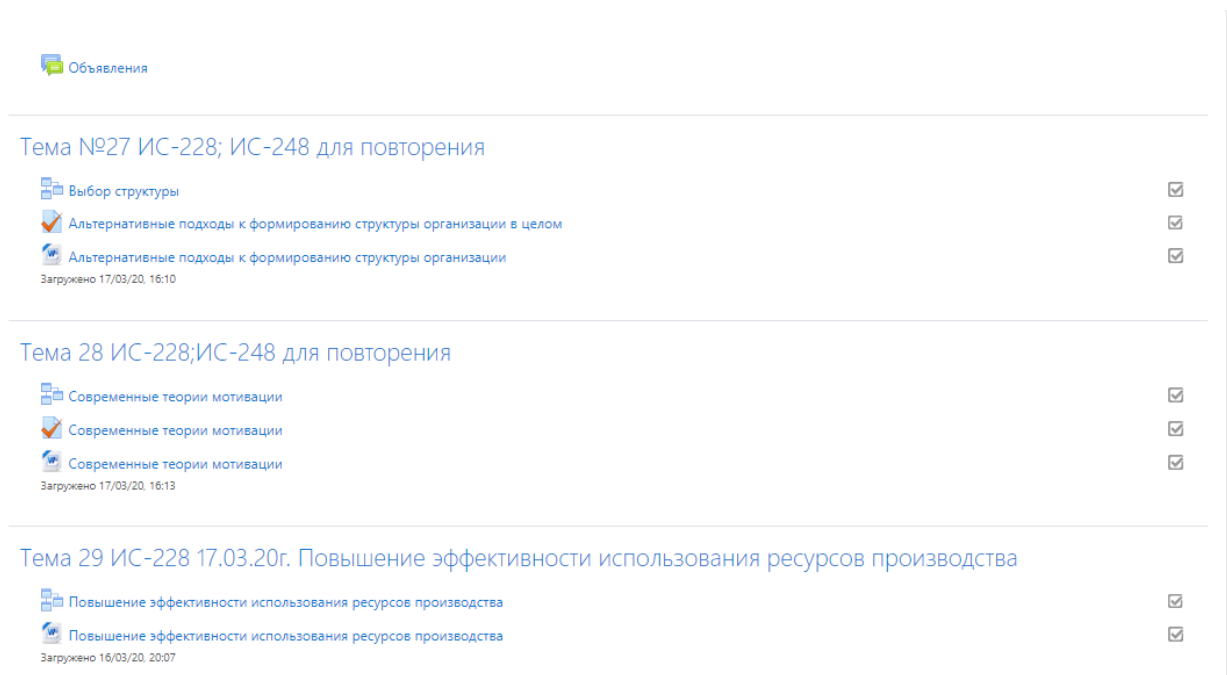 Объявления
Тема №27 ИС-228; ИС-248 для повторения
Выбор структуры
Альтернативные подходы к формированию структуры организации в целом
Альтернативные подходы к формированию структуры организации
Загружено 17/03/20, 16:10
Тема 28 ИС-228;ИС-248 для повторения
Современные теории мотивации
Современные теории мотивации
Современные теории мотивации
Загружено 17/03/20, 16:13
Тема 29 ИС-228 17.03.20г. Повышение эффективности использования ресурсов производства
Повышение эффективности использования ресурсов производства
Повышение эффективности использования ресурсов производства
Загружено 16/03/20, 20:07